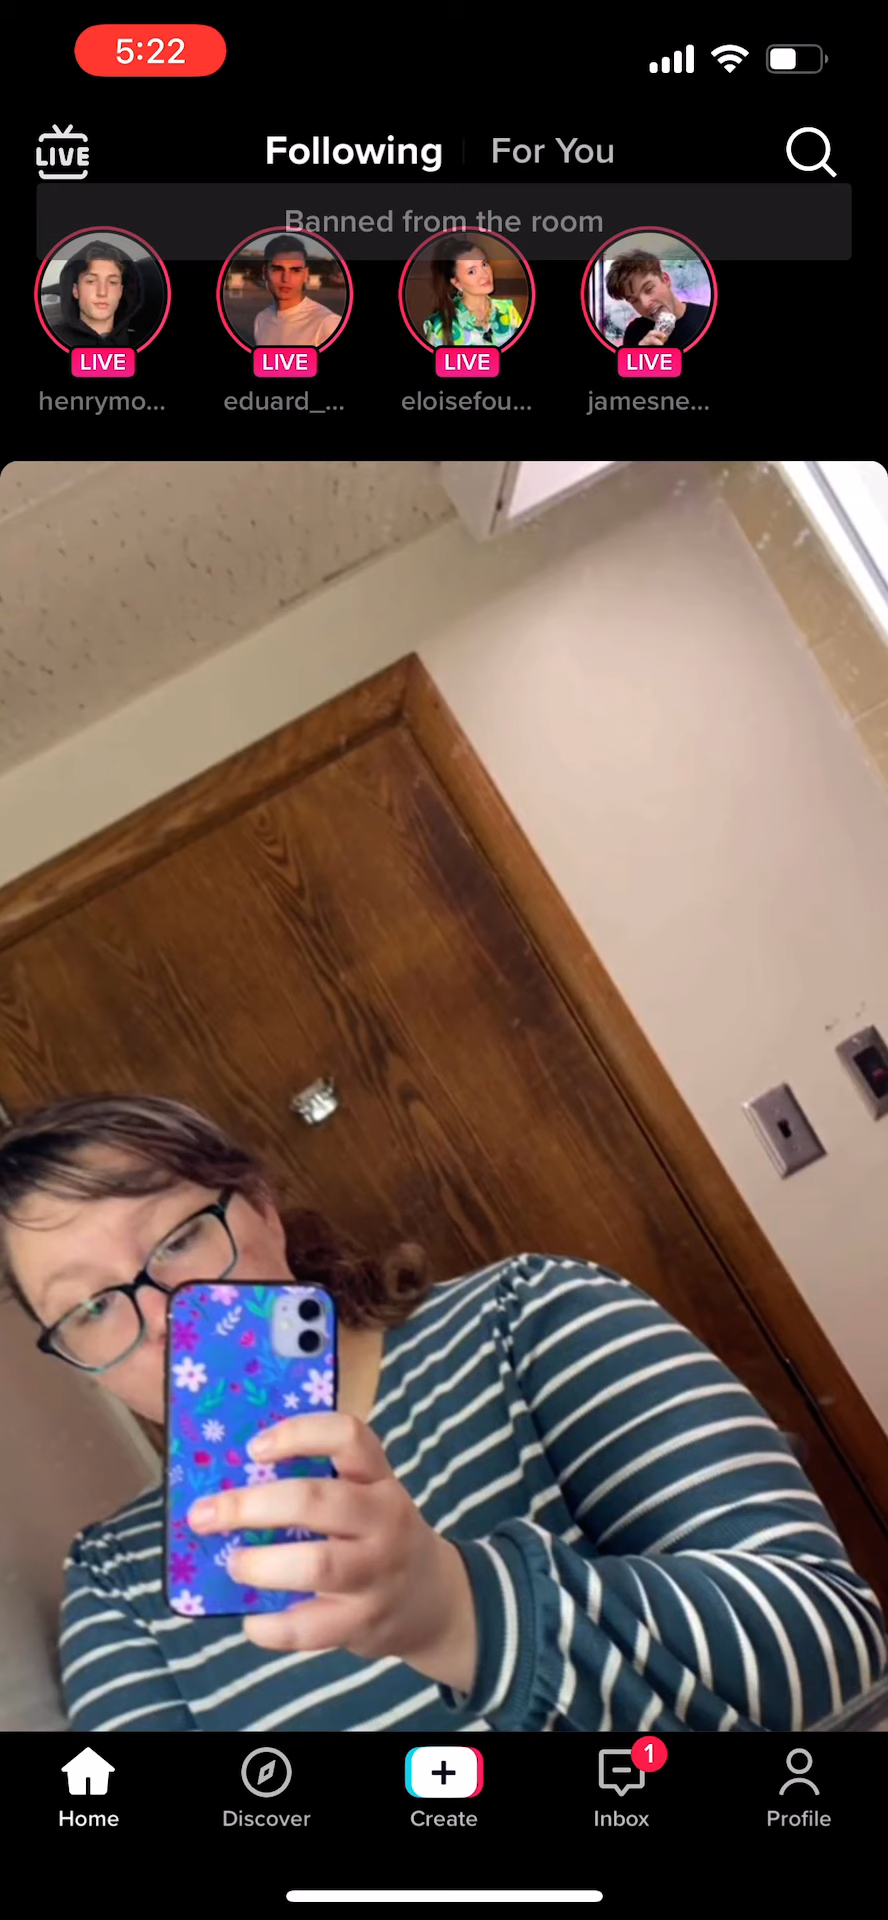 5:22
LIVE
Following
For You
Banned from the room
LIVE
LIVE
LIVE
LIVE
henrymo...
eduard_...
eloisefou...
jamesne...
1
Home
Discover
Create
Inbox
Profile